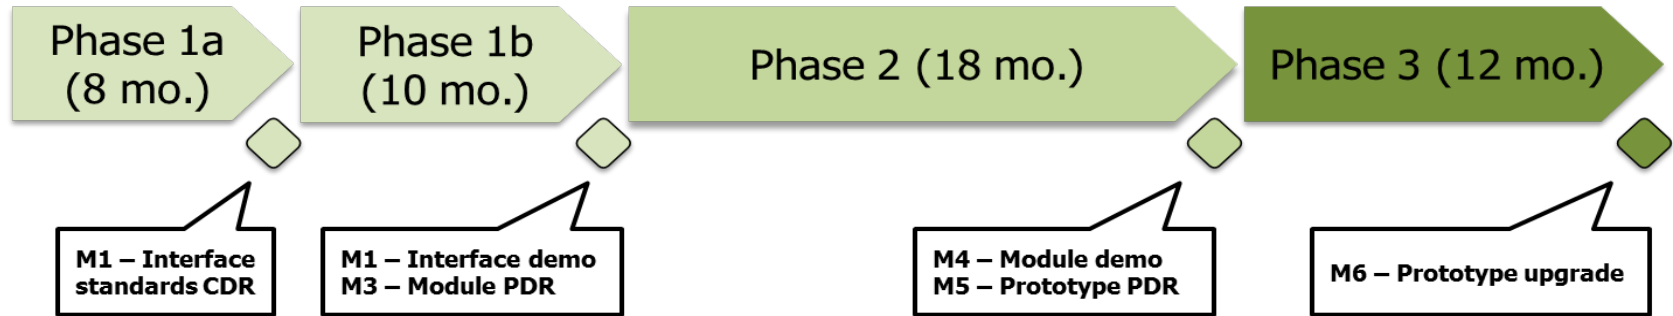 Phase 1a
(8 mo.)
Phase 1b
(10 mo.)
Phase 2 (18 mo.)
Phase 3 (12 mo.)
M1 – Interface
standards CDR
M1 – Interface demo
M3 – Module PDR
M4 – Module demo
M5 – Prototype PDR
M6 – Prototype upgrade